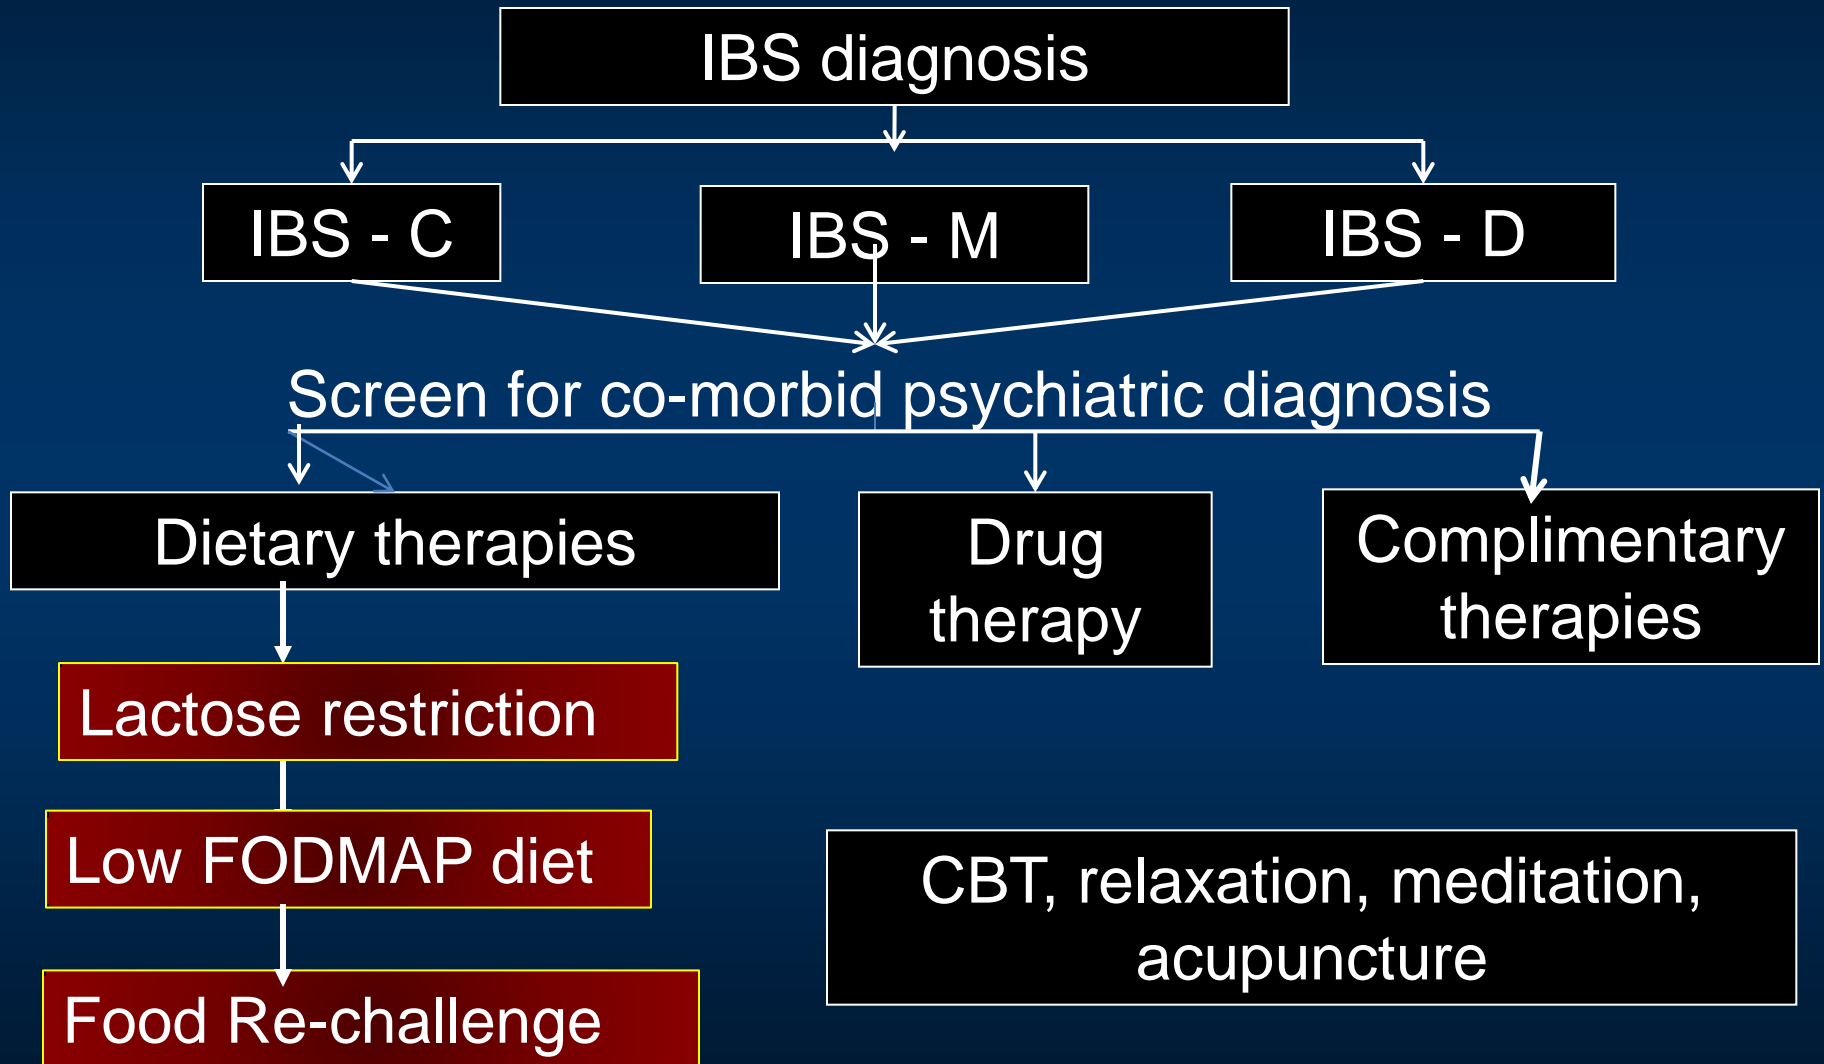 IBS diagnosis
IBS - C
IBS - M
IBS - D
Screen for co-morbid psychiatric diagnosis
Dietary therapies
Drug
therapy
Complimentary
therapies
Lactose restriction
Low FODMAP diet
CBT, relaxation, meditation,
acupuncture
Food Re-challenge